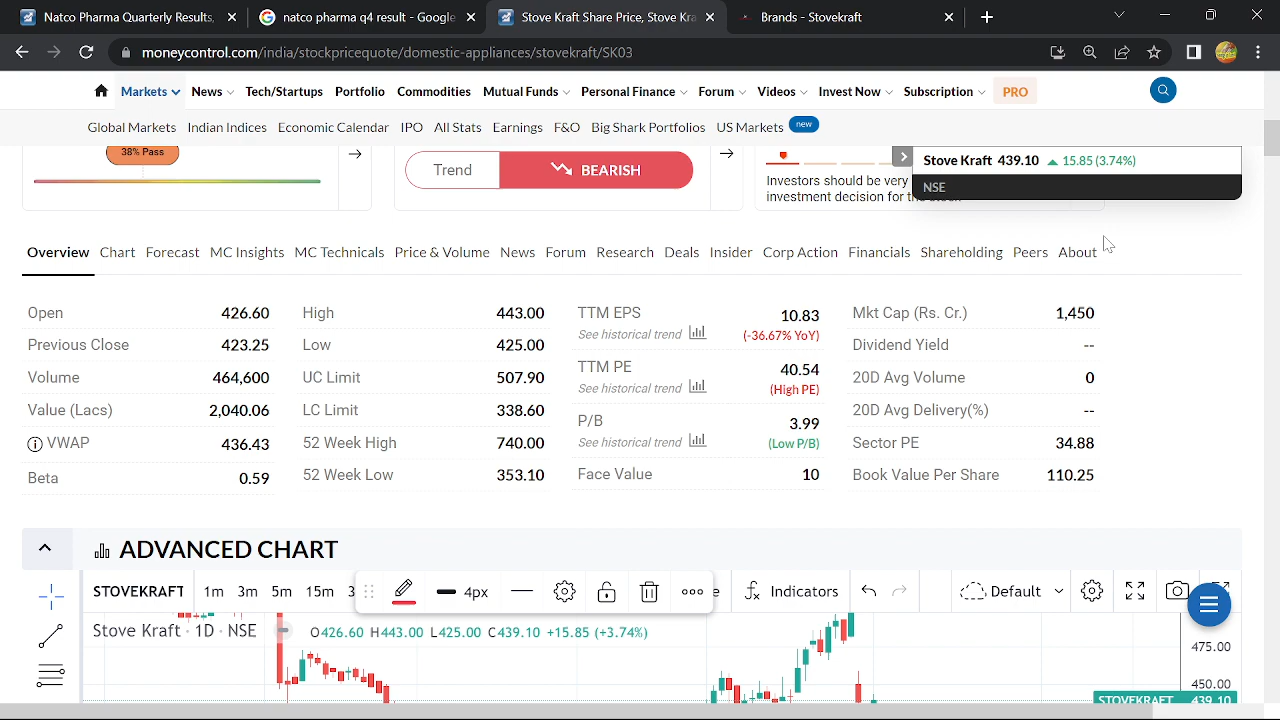 Natco Pharma Quarterly Results,
natco pharma q4 result - Google
Stove Kraft Share Price, Stove Kra
Brands - Stovekraft
moneycontrol.com/india/stockpricequote/domestic-appliances/stovekraft/SK03
Markets News Tech/Startups Portfolio Commodities Mutual Funds Personal Finance Forum Videos Invest Now Subscription PRO
Global Markets Indian Indices Economic Calendar IPO All Stats Earnings F&O Big Shark Portfolios US Markets new
38% Pass
Trend BEARISH
Investors should be very
investment decision for
Stove Kraft 439.10 15.85 (3.74%)
NSE
Overview Chart Forecast MC Insights MC Technicals Price & Volume News Forum Research Deals Insider Corp Action Financials Shareholding Peers About
Open 426.60
Previous Close 423.25
Volume 464,600
Value (Lacs) 2,040.06
VWAP 436.43
Beta 0.59
High 443.00
Low 425.00
UC Limit 507.90
LC Limit 338.60
52 Week High 740.00
52 Week Low 353.10
TTM EPS 10.83
See historical trend (-36.67% YoY)
TTM PE 40.54
See historical trend (High PE)
P/B 3.99
See historical trend (Low P/B)
Face Value 10
Mkt Cap (Rs. Cr.) 1,450
Dividend Yield --
20D Avg Volume 0
20D Avg Delivery(%) --
Sector PE 34.88
Book Value Per Share 110.25
ADVANCED CHART
STOVEKRAFT 1m 3m 5m 15m 3 4px e Indicators Default
Stove Kraft · 1D · NSE O426.60 H443.00 L425.00 C439.10 +15.85 (+3.74%)
475.00
450.00
STOVEKRAFT 439.10